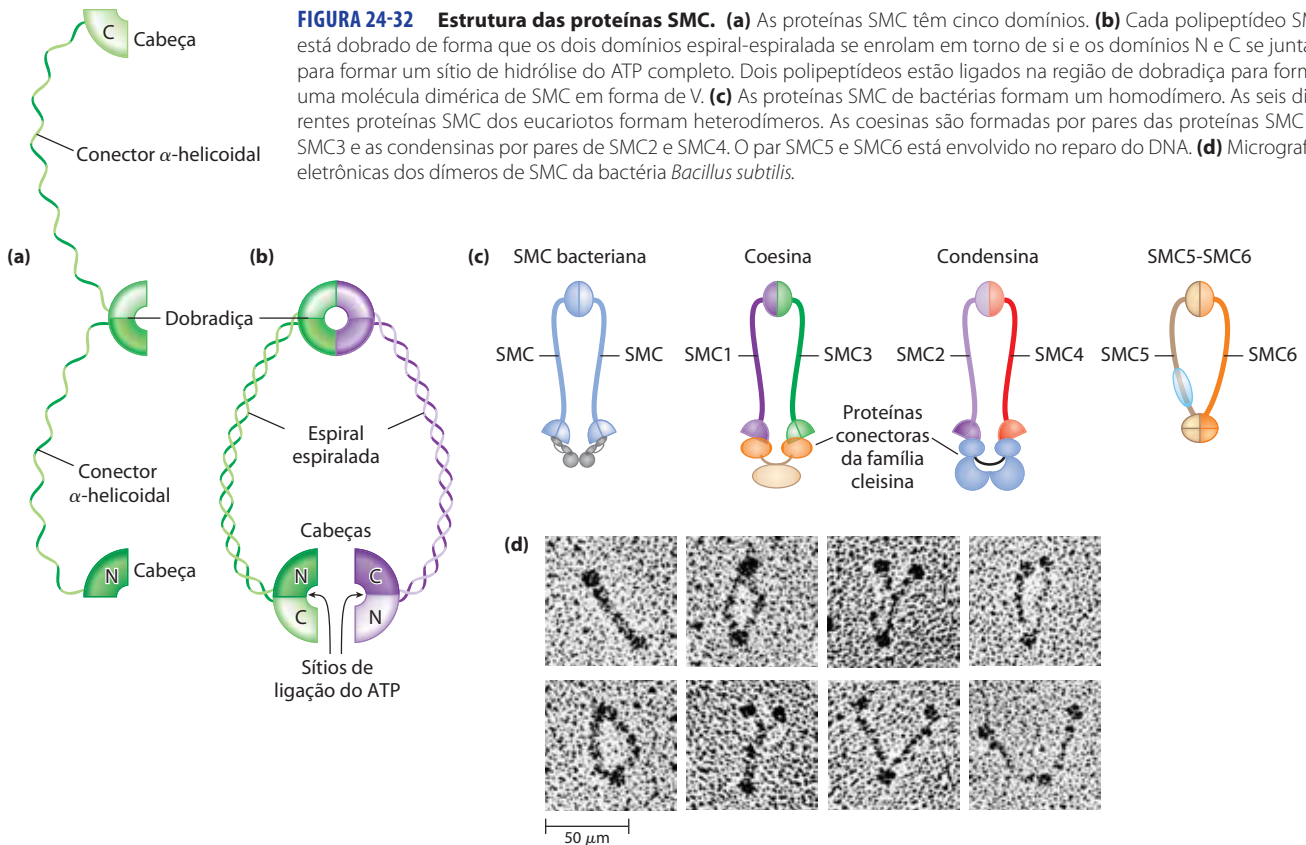 FIGURA 24-32 Estrutura das proteínas SMC. (a) As proteínas SMC têm cinco domínios. (b) Cada polipeptídeo
está dobrado de forma que os dois domínios espiral-espiralada se enrolam em torno de si e os domínios N e C se
para formar um sítio de hidrólise do ATP completo. Dois polipeptídeos estão ligados na região de dobradiça para
uma molécula dimérica de SMC em forma de V. (c) As proteínas SMC de bactérias formam um homodímero. As seis
rentes proteínas SMC dos eucariotos formam heterodímeros. As coesinas são formadas por pares das proteínas
SMC3 e as condensinas por pares de SMC2 e SMC4. O par SMC5 e SMC6 está envolvido no reparo do DNA. (d)
eletrônicas dos dímeros de SMC da bactéria Bacillus subtilis.
C
Cabeça
Conector α-helicoidal
(a)
Dobradiça
Conector
α-helicoidal
N
Cabeça
(b)
Espiral
espiralada
Cabeças
N
C
C
N
Sítios de
ligação do ATP
(c)
SMC bacteriana
SMC
SMC
Coesina
SMC1
SMC3
Condensina
SMC2
SMC4
SMC5-SMC6
SMC5
SMC6
Proteínas
conectoras
da família
cleisina
(d)
50 μm